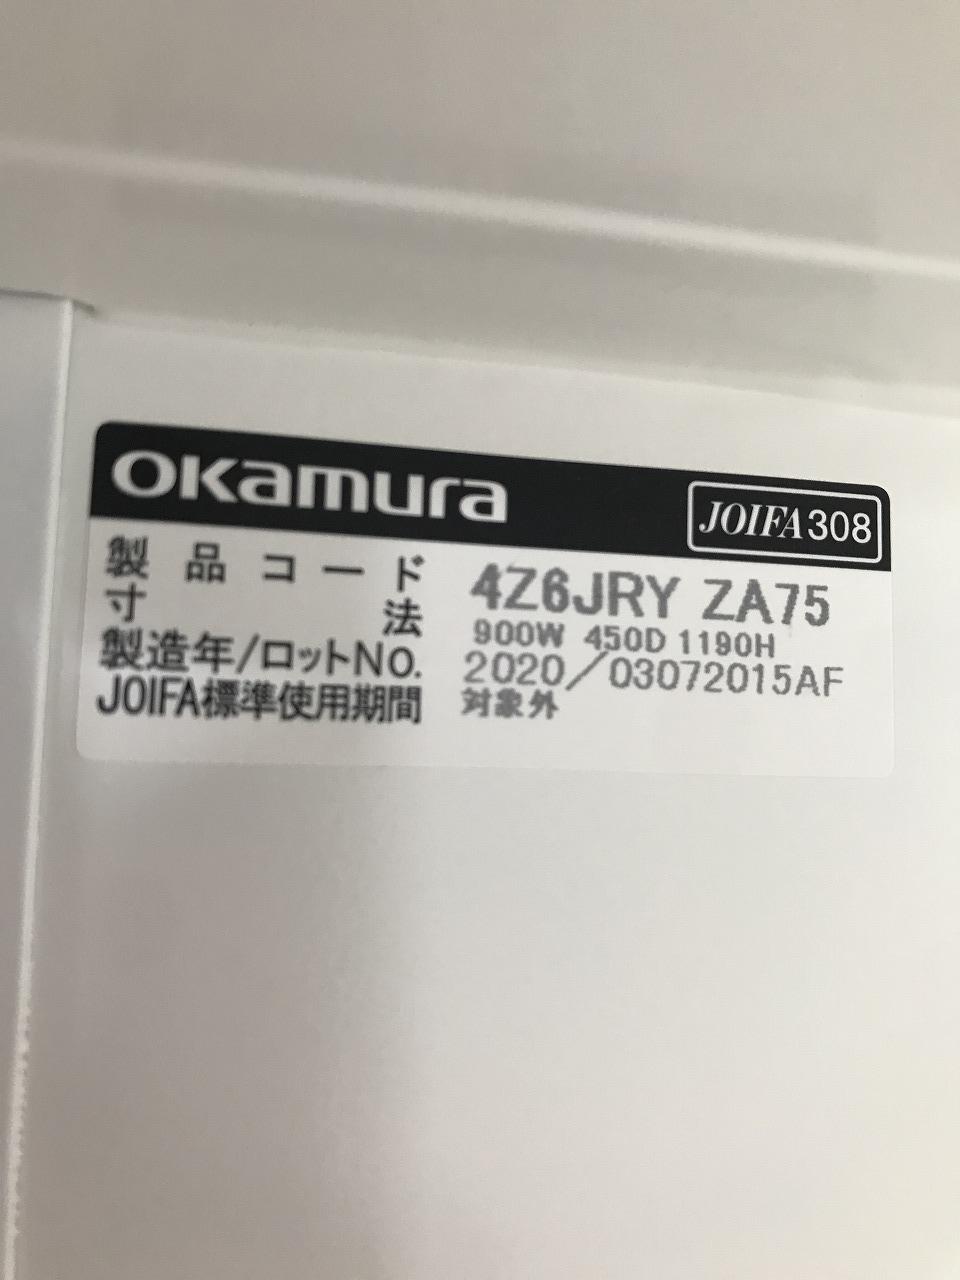 OKamura
JOIFA308
製品コード 4Z6JRY ZA75
寸法 900W 450D 1190H
製造年/ロットNo. 2020/03072015AF
JOIFA標準使用期間 対象外